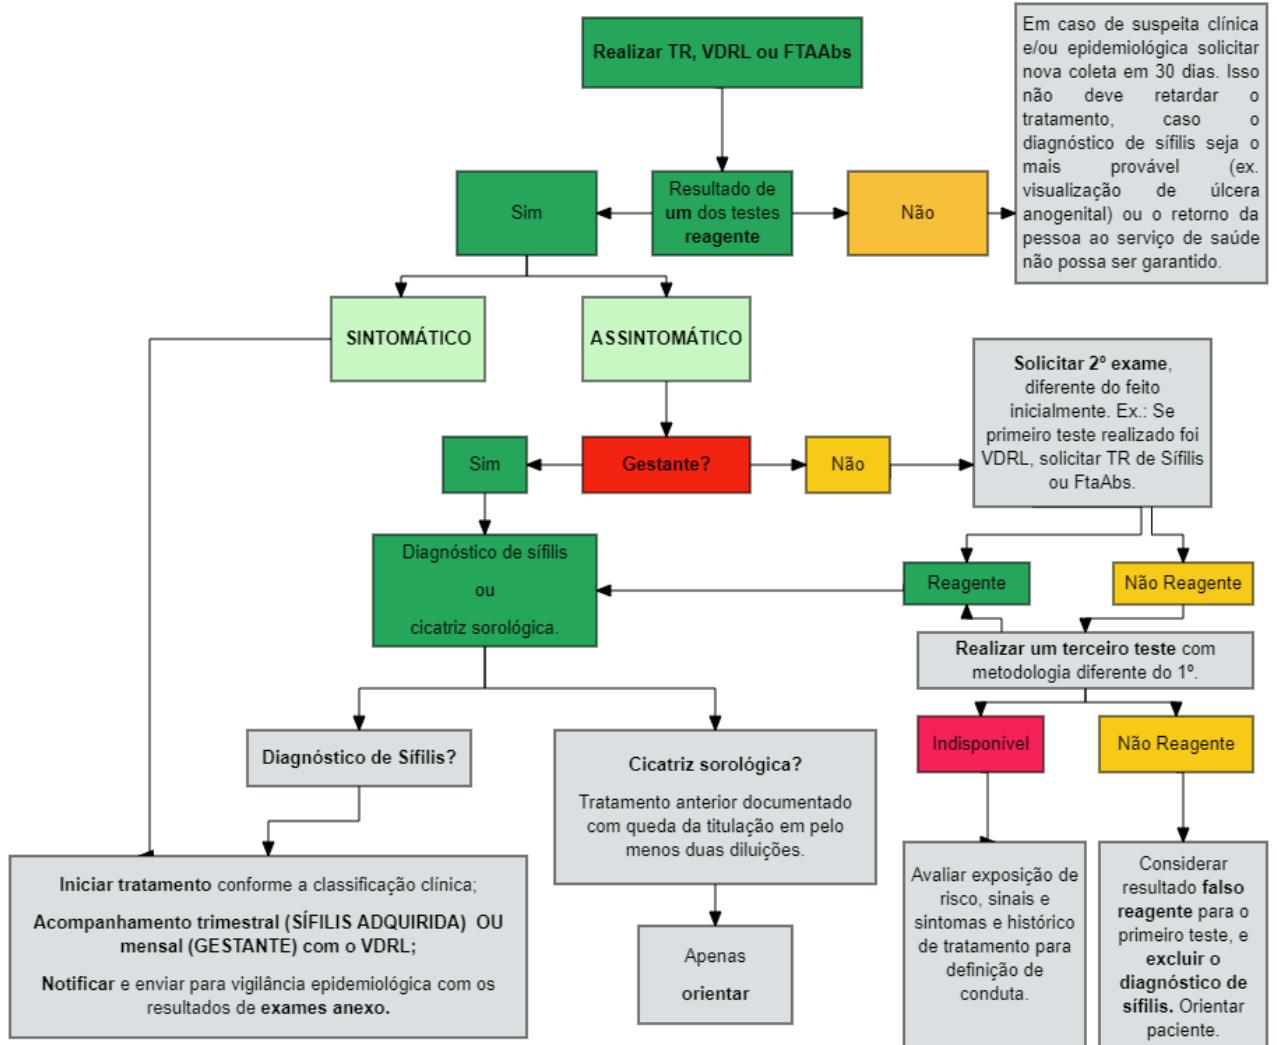 Realizar TR, VDRL ou FTAAbs
Em caso de suspeita clínica
e/ou epidemiológica solicitar
nova coleta em 30 dias. Isso
não deve retardar o
tratamento, caso o
diagnóstico de sífilis seja o
mais provável (ex.
visualização de úlcera
anogenital) ou o retorno da
pessoa ao serviço de saúde
não possa ser garantido.
Sim
Resultado de
um dos testes
reagente
Não
SINTOMÁTICO
ASSINTOMÁTICO
Solicitar 2º exame,
diferente do feito
inicialmente. Ex.: Se
primeiro teste realizado foi
VDRL, solicitar TR de Sífilis
ou FtaAbs.
Sim
Gestante?
Não
Diagnóstico de sífilis
ou
cicatriz sorológica.
Reagente
Não Reagente
Realizar um terceiro teste com
metodologia diferente do 1º.
Indisponível
Não Reagente
Diagnóstico de Sífilis?
Cicatriz sorológica?
Tratamento anterior documentado
com queda da titulação em pelo
menos duas diluições.
Iniciar tratamento conforme a classificação clínica;
Acompanhamento trimestral (SÍFILIS ADQUIRIDA) OU
mensal (GESTANTE) com o VDRL;
Notificar e enviar para vigilância epidemiológica com os
resultados de exames anexo.
Apenas
orientar
Avaliar exposição de
risco, sinais e
sintomas e histórico
de tratamento para
definição de
conduta.
Considerar
resultado falso
reagente para o
primeiro teste, e
excluir o
diagnóstico de
sífilis. Orientar
paciente.